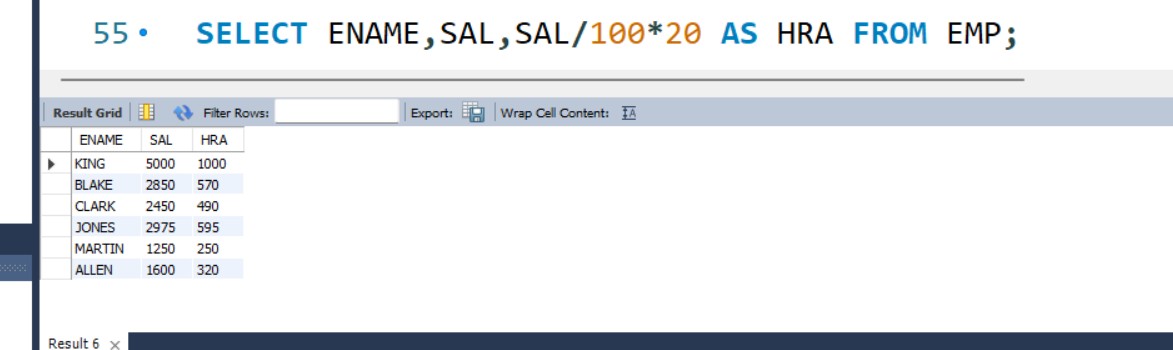 55 SELECT ENAME,SAL,SAL/100*20 AS HRA FROM EMP;
Result Grid Filter Rows: Export: Wrap Cell Content: IA
ENAME SAL HRA
KING 5000 1000
BLAKE 2850 570
CLARK 2450 490
JONES 2975 595
MARTIN 1250 250
ALLEN 1600 320
Result 6 ×